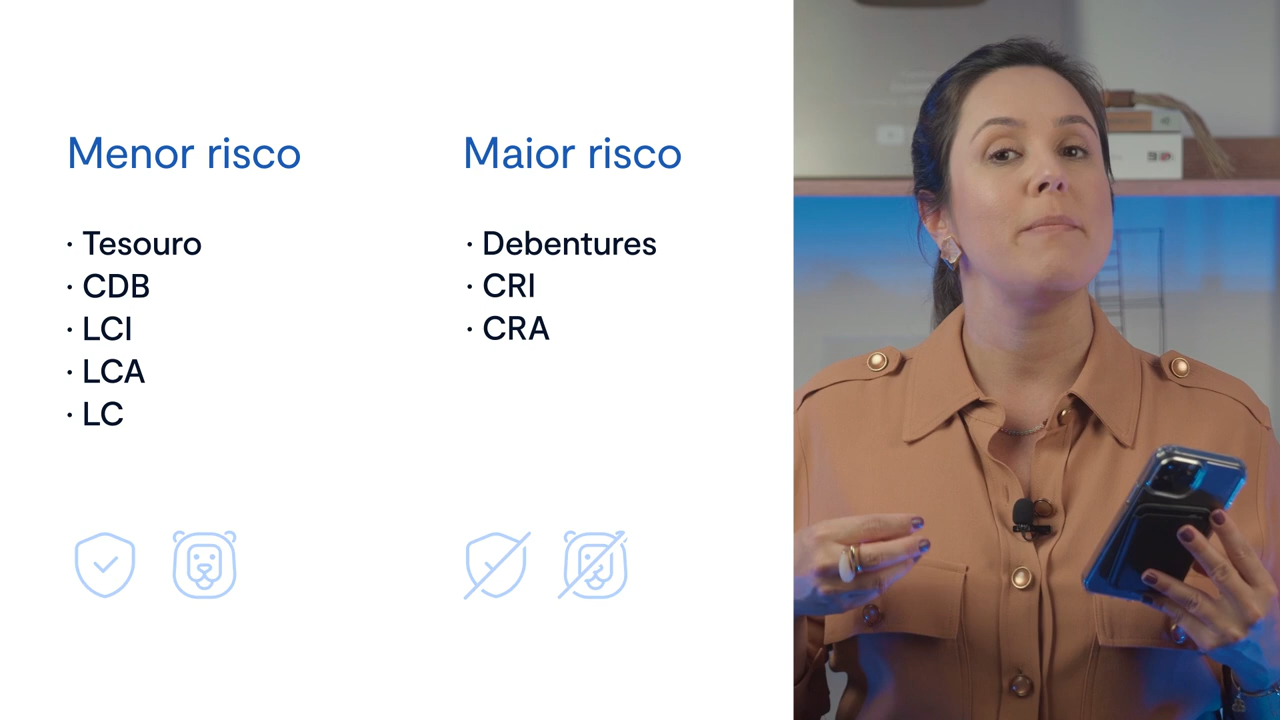 Menor risco
· Tesouro
· CDB
· LCI
· LCA
· LC
Maior risco
· Debentures
· CRI
· CRA